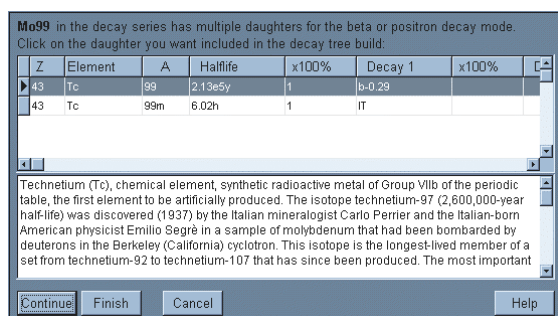 Mo99 in the decay series has multiple daughters for the beta or positron decay mode.
Click on the daughter you want included in the decay tree build:
Z Element A Halflife x100% Decay 1 x100% D
43 Tc 99 2.13e5y 1 b-0.29
43 Tc 99m 6.02h 1 IT
Technetium (Tc), chemical element, synthetic radioactive metal of Group VIIb of the periodic
table, the first element to be artificially produced. The isotope technetium-97 (2,600,000-year
half-life) was discovered (1937) by the Italian mineralogist Carlo Perrier and the Italian-born
American physicist Emilio Segrè in a sample of molybdenum that had been bombarded by
deuterons in the Berkeley (California) cyclotron. This isotope is the longest-lived member of a
set from technetium-92 to technetium-107 that has since been produced. The most important
Continue Finish Cancel Help